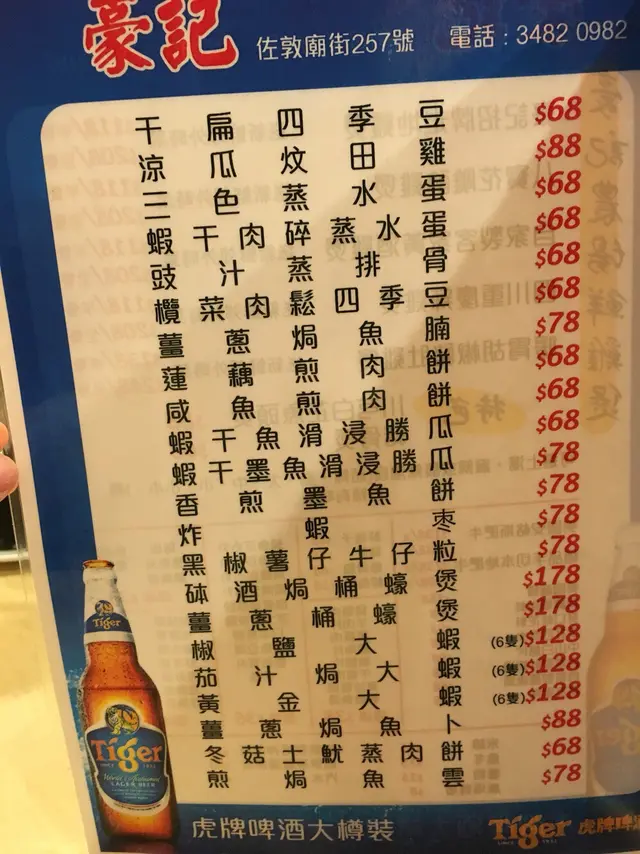 豪記 佐敦廟街257號 電話：3482 0982
干扁四季豆 $68
涼瓜炆田雞 $88
三色蒸水蛋 $68
蝦干肉碎蒸水蛋 $68
豉汁蒸排骨 $68
欖菜肉鬆四季豆 $68
薑蔥焗魚腩 $78
蓮藕煎肉餅 $68
咸魚煎肉餅 $68
蝦干魚滑浸勝瓜 $68
蝦干墨魚滑浸勝瓜 $78
香煎墨魚餅 $78
炸蝦棗 $78
黑椒薯仔牛仔粒 $78
砵酒焗桶蠔煲 $178
薑蔥桶蠔煲 $178
椒鹽大蝦 (6隻)$128
茄汁焗大蝦 (6隻)$128
黃金大蝦 (6隻)$128
薑蔥焗魚卜 $88
冬菇土魷蒸肉餅 $68
煎焗魚雲 $78
Tiger
Tiger
LAGER BEER
虎牌啤酒大樽裝 Tiger 虎牌啤酒